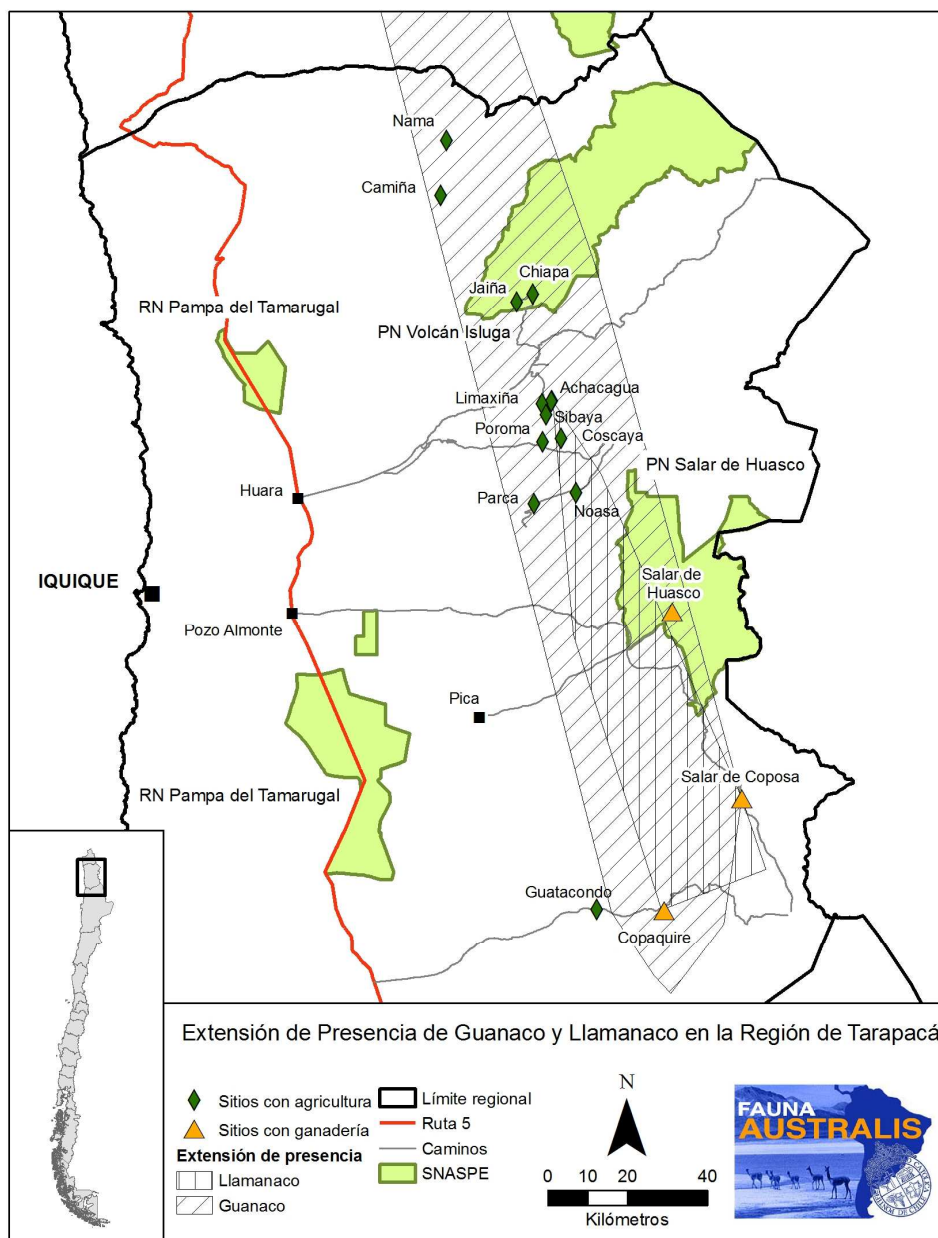 Nama
Camiña
Chiapa
Jaiña
RN Pampa del Tamarugal
PN Volcán Isluga
Achacagua
Limaxiña
Sibaya
Poroma
Coscaya
PN Salar de Huasco
Huara
Parca
Noasa
IQUIQUE
Salar de
Huasco
Pozo Almonte
Pica
Salar de Coposa
RN Pampa del Tamarugal
Guatacondo
Copaquire
Extensión de Presencia de Guanaco y Llamanaco en la Región de Tarapacá
Sitios con agricultura
Sitios con ganadería
Extensión de presencia
Llamanaco
Guanaco
Límite regional
Ruta 5
Caminos
SNASPE
N
0 10 20 40
Kilómetros
FAUNA
AUSTRALIS